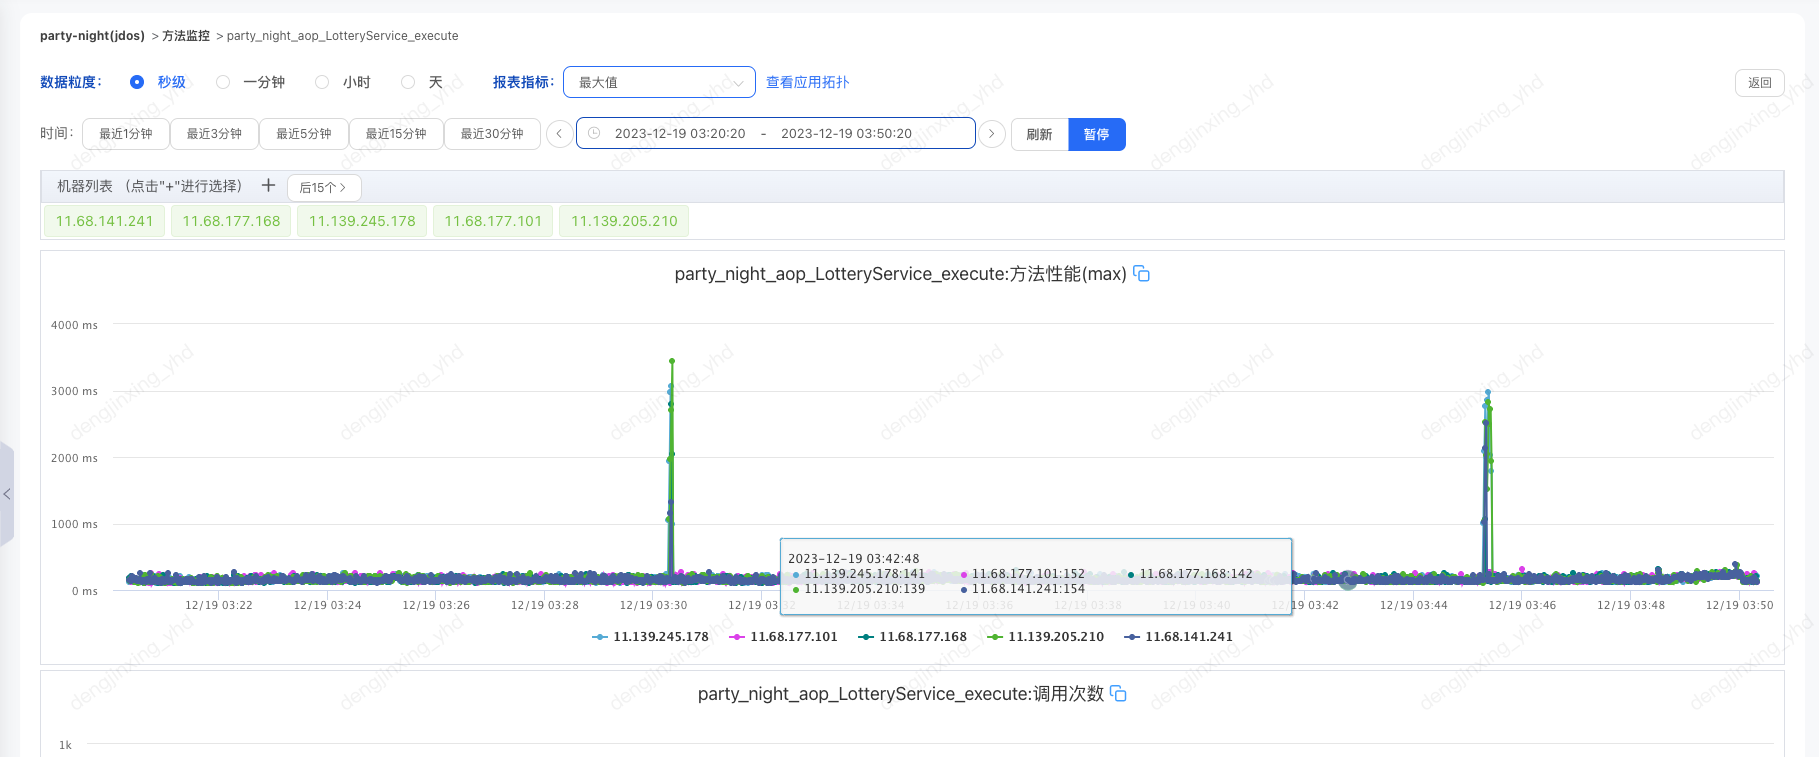 party-night(jdos) > 方法监控 > party_night_aop_LotteryService_execute
数据粒度： 秒级 一分钟 小时 天 报表指标： 最大值 查看应用拓扑 返回
时间： 最近1分钟 最近3分钟 最近5分钟 最近15分钟 最近30分钟 2023-12-19 03:20:20 - 2023-12-19 03:50:20 刷新 暂停
机器列表 （点击"+"进行选择） + 后15个 >
11.68.141.241 11.68.177.168 11.139.245.178 11.68.177.101 11.139.205.210
party_night_aop_LotteryService_execute:方法性能(max)
4000 ms
3000 ms
2000 ms
1000 ms
0 ms
2023-12-19 03:42:48
11.139.245.178:141 11.68.177.101:152 11.68.177.168:142
11.139.205.210:139 11.68.141.241:154
12/19 03:22 12/19 03:24 12/19 03:26 12/19 03:28 12/19 03:30 12/19 03:32 12/19 03:34 12/19 03:36 12/19 03:38 12/19 03:40 12/19 03:42 12/19 03:44 12/19 03:46 12/19 03:48 12/19 03:50
11.139.245.178 11.68.177.101 11.68.177.168 11.139.205.210 11.68.141.241
party_night_aop_LotteryService_execute:调用次数
1k
dengjinxing_yhd